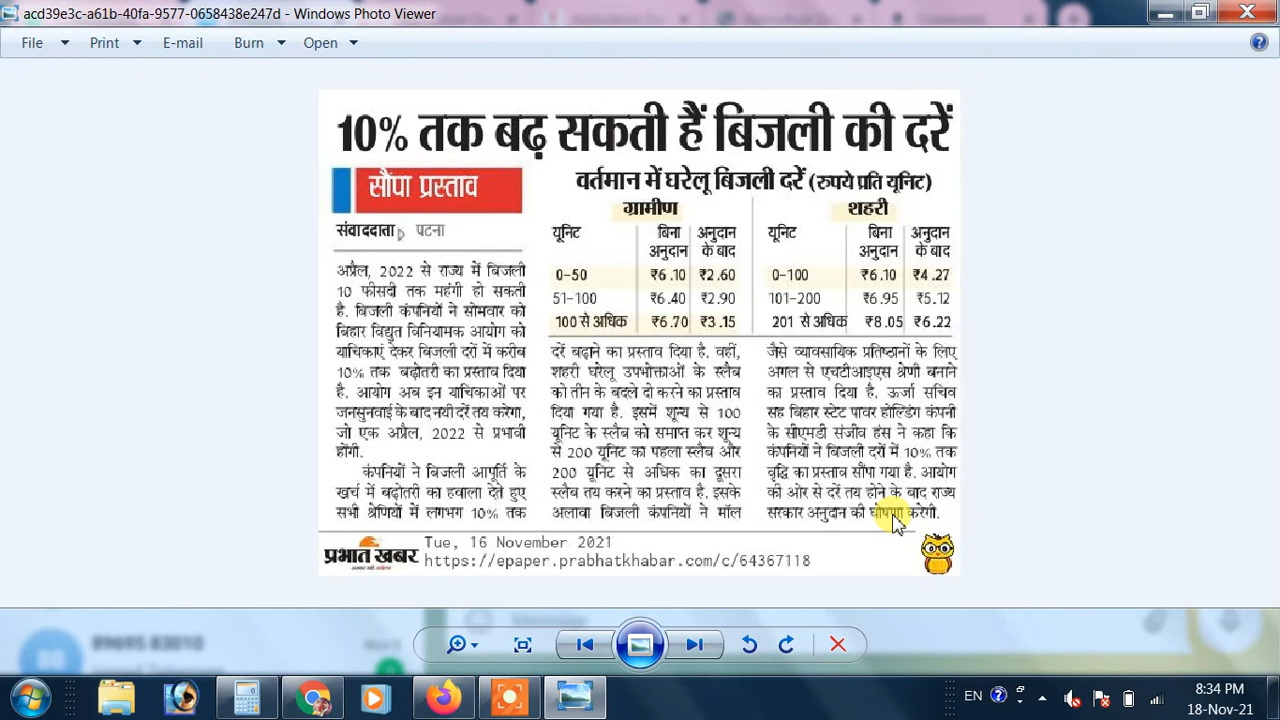 acd39e3c-a61b-40fa-9577-0658438e247d - Windows Photo Viewer
File Print E-mail Burn Open
10% तक बढ़ सकती हैं बिजली की दरें
सौंपा प्रस्ताव
संवाददाता पटना
अप्रैल, 2022 से राज्य में बिजली
10 फीसदी तक महंगी हो सकती
है. बिजली कंपनियों ने सोमवार को
बिहार विद्युत विनियामक आयोग को
याचिकाएं देकर बिजली दरों में करीब
10% तक बढ़ोतरी का प्रस्ताव दिया
है. आयोग अब इन याचिकाओं पर
जनसुनवाई के बाद नयी दरें तय करेगा,
जो एक अप्रैल, 2022 से प्रभावी
होंगी.
कंपनियों ने बिजली आपूर्ति के
खर्च में बढ़ोतरी का हवाला देते हुए
सभी श्रेणियों में लगभग 10% तक
वर्तमान में घरेलू बिजली दरें (रुपये प्रति यूनिट)
ग्रामीण
यूनिट बिना अनुदान अनुदान के बाद
0-50 ₹6.10 ₹2.60
51-100 ₹6.40 ₹2.90
100 से अधिक ₹6.70 ₹3.15
शहरी
यूनिट बिना अनुदान अनुदान के बाद
0-100 ₹6.10 ₹4.27
101-200 ₹6.95 ₹5.12
201 से अधिक ₹8.05 ₹6.22
दरें बढ़ाने का प्रस्ताव दिया है. वहीं,
शहरी घरेलू उपभोक्ताओं के स्लैब
को तीन के बदले दो करने का प्रस्ताव
दिया गया है. इसमें शून्य से 100
यूनिट के स्लैब को समाप्त कर शून्य
से 200 यूनिट का पहला स्लैब और
200 यूनिट से अधिक का दूसरा
स्लैब तय करने का प्रस्ताव है. इसके
अलावा बिजली कंपनियों ने मॉल
जैसे व्यावसायिक प्रतिष्ठानों के लिए
अगल से एचटीआइएस श्रेणी बनाने
का प्रस्ताव दिया है. ऊर्जा सचिव
सह बिहार स्टेट पावर होल्डिंग कंपनी
के सीएमडी संजीव हंस ने कहा कि
कंपनियों ने बिजली दरों में 10% तक
वृद्धि का प्रस्ताव सौंपा गया है. आयोग
की ओर से दरें तय होने के बाद राज्य
सरकार अनुदान की घोषणा करेगी.
प्रभात खबर
Tue, 16 November 2021
https://epaper.prabhatkhabar.com/c/64367118
EN
8:34 PM
18-Nov-21